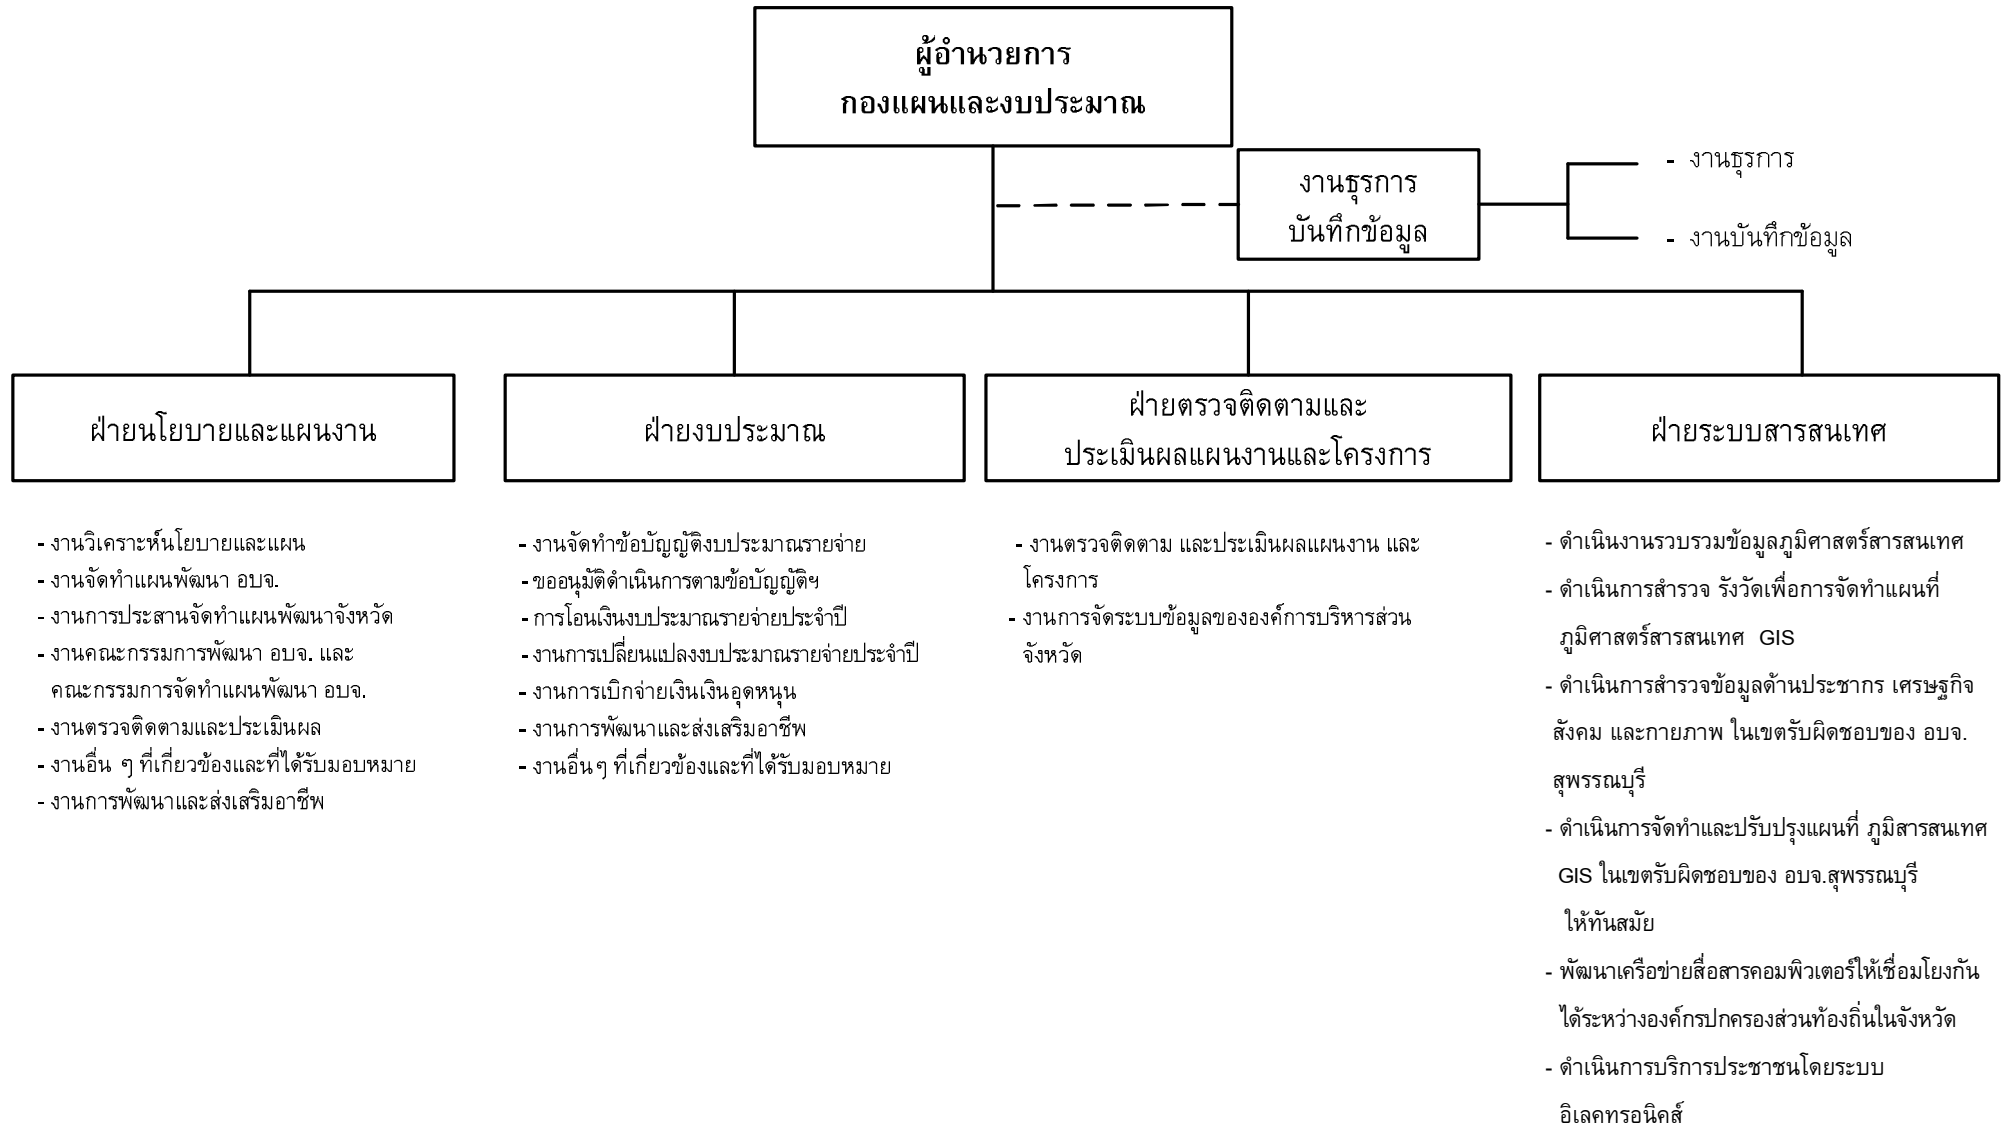 ผู้อำนวยการ
กองแผนและงบประมาณ
งานธุรการ
บันทึกข้อมูล
- งานธุรการ
- งานบันทึกข้อมูล
ฝ่ายนโยบายและแผนงาน
- งานวิเคราะห์นโยบายและแผน
- งานจัดทำแผนพัฒนา อบจ.
- งานการประสานจัดทำแผนพัฒนาจังหวัด
- งานคณะกรรมการพัฒนา อบจ. และ
คณะกรรมการจัดทำแผนพัฒนา อบจ.
- งานตรวจติดตามและประเมินผล
- งานอื่น ๆ ที่เกี่ยวข้องและที่ได้รับมอบหมาย
- งานการพัฒนาและส่งเสริมอาชีพ
ฝ่ายงบประมาณ
- งานจัดทำข้อบัญญัติงบประมาณรายจ่าย
- ขออนุมัติดำเนินการตามข้อบัญญัติฯ
- การโอนเงินงบประมาณรายจ่ายประจำปี
- งานการเปลี่ยนแปลงงบประมาณรายจ่ายประจำปี
- งานการเบิกจ่ายเงินเงินอุดหนุน
- งานการพัฒนาและส่งเสริมอาชีพ
- งานอื่นๆ ที่เกี่ยวข้องและที่ได้รับมอบหมาย
ฝ่ายตรวจติดตามและ
ประเมินผลแผนงานและโครงการ
- งานตรวจติดตาม และประเมินผลแผนงาน และ
โครงการ
- งานการจัดระบบข้อมูลขององค์การบริหารส่วน
จังหวัด
ฝ่ายระบบสารสนเทศ
- ดำเนินงานรวบรวมข้อมูลภูมิศาสตร์สารสนเทศ
- ดำเนินการสำรวจ รังวัดเพื่อการจัดทำแผนที่
ภูมิศาสตร์สารสนเทศ GIS
- ดำเนินการสำรวจข้อมูลด้านประชากร เศรษฐกิจ
สังคม และกายภาพ ในเขตรับผิดชอบของ อบจ.
สุพรรณบุรี
- ดำเนินการจัดทำและปรับปรุงแผนที่ ภูมิสารสนเทศ
GIS ในเขตรับผิดชอบของ อบจ.สุพรรณบุรี
ให้ทันสมัย
- พัฒนาเครือข่ายสื่อสารคอมพิวเตอร์ให้เชื่อมโยงกัน
ได้ระหว่างองค์กรปกครองส่วนท้องถิ่นในจังหวัด
- ดำเนินการบริการประชาชนโดยระบบ
อิเลคทรอนิคส์